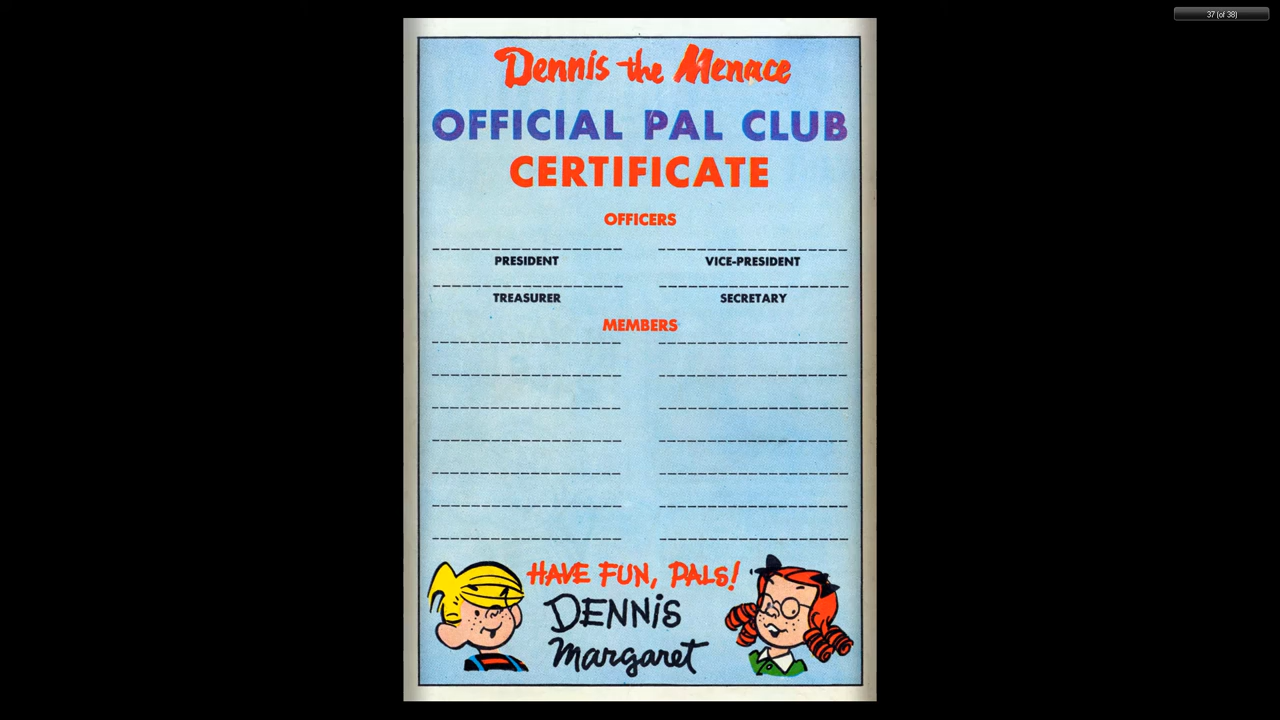 37 (of 38)
Dennis the Menace
OFFICIAL PAL CLUB
CERTIFICATE
OFFICERS
PRESIDENT VICE-PRESIDENT
TREASURER SECRETARY
MEMBERS
HAVE FUN, PALS!
DENNiS
Margaret